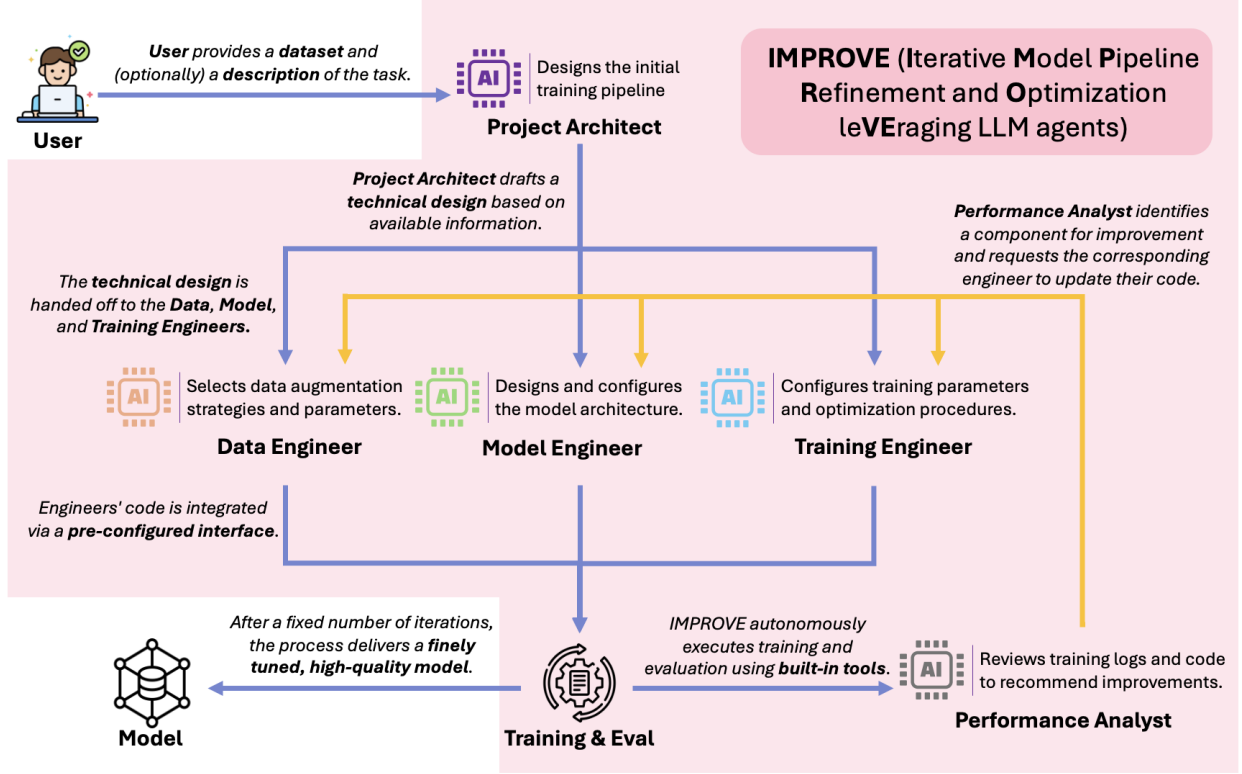 User provides a dataset and
(optionally) a description of the task.
User
AI
Designs the initial
training pipeline
Project Architect
IMPROVE (Iterative Model Pipeline
Refinement and Optimization
leVEraging LLM agents)
Project Architect drafts a
technical design based on
available information.
Performance Analyst identifies
a component for improvement
and requests the corresponding
engineer to update their code.
The technical design is
handed off to the Data, Model,
and Training Engineers.
AI
Selects data augmentation
strategies and parameters.
Data Engineer
AI
Designs and configures
the model architecture.
Model Engineer
AI
Configures training parameters
and optimization procedures.
Training Engineer
Engineers' code is integrated
via a pre-configured interface.
After a fixed number of iterations,
the process delivers a finely
tuned, high-quality model.
Model
Training & Eval
IMPROVE autonomously
executes training and
evaluation using built-in tools.
AI
Reviews training logs and code
to recommend improvements.
Performance Analyst